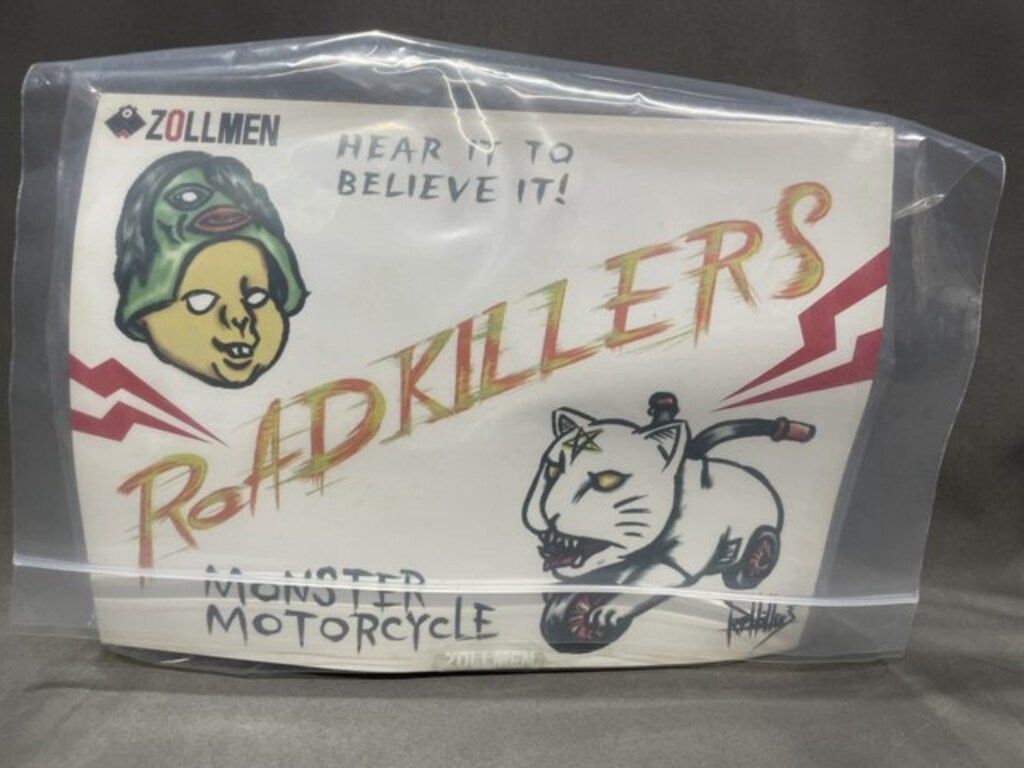 ZOLLMEN
HEAR IT TO
BELIEVE IT!
ROADKILLERS
MONSTER
MOTORCYCLE
ZOLLMEN